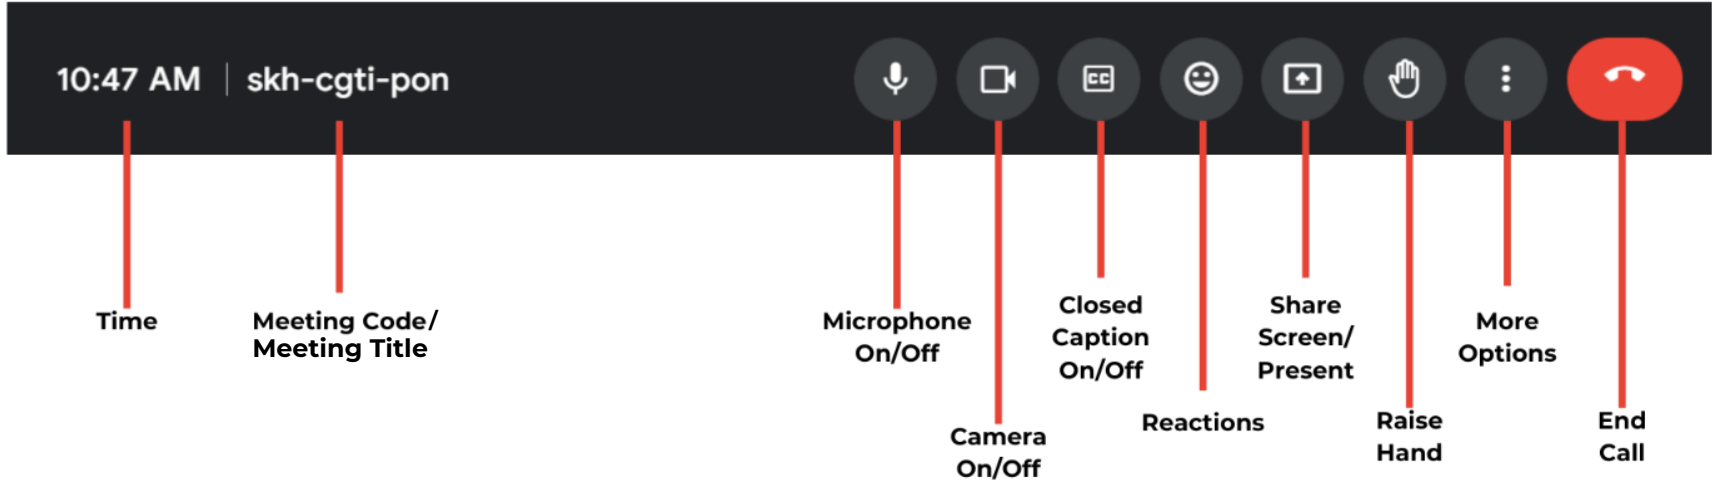 10:47 AM | skh-cgti-pon
CC
Time
Meeting Code/
Meeting Title
Microphone
On/Off
Camera
On/Off
Closed
Caption
On/Off
Reactions
Share
Screen/
Present
Raise
Hand
More
Options
End
Call